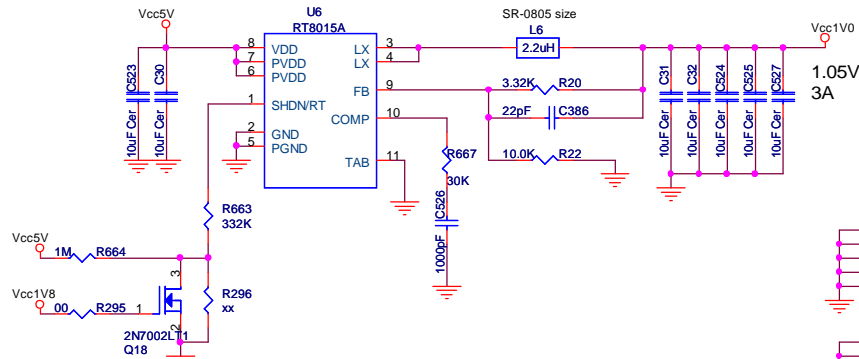 Vcc5V
U6
RT8015A
SR-0805 size
L6
2.2uH
Vcc1V0
1.05V
3A
C523
10uF Cer
C30
10uF Cer
8
7
6
1
2
5
VDD
PVDD
PVDD
SHDN/RT
GND
PGND
LX
LX
FB
COMP
TAB
3
4
9
10
11
3.32K
R20
22pF
C386
10.0K
R22
R667
30K
C526
1000pF
C31
10uF Cer
C32
10uF Cer
C524
10uF Cer
C525
10uF Cer
C527
10uF Cer
R663
332K
Vcc5V
1M
R664
Vcc1V8
00
R295
1
3
2
R296
xx
2N7002LT1
Q18